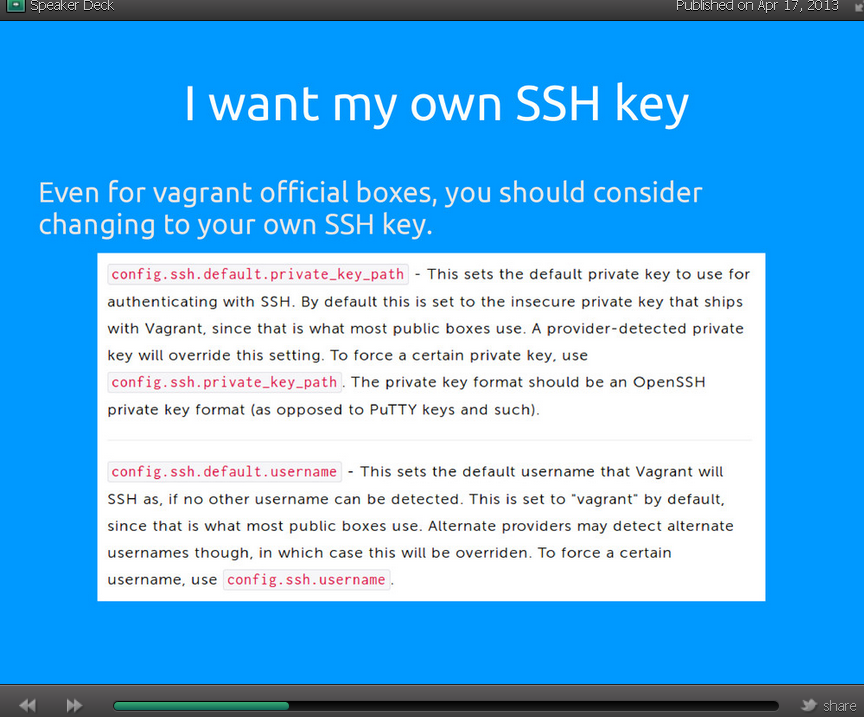 Speaker Deck
Published on Apr 17, 2013
I want my own SSH key
Even for vagrant official boxes, you should consider
changing to your own SSH key.
config.ssh.default.private_key_path - This sets the default private key to use for
authenticating with SSH. By default this is set to the insecure private key that ships
with Vagrant, since that is what most public boxes use. A provider-detected private
key will override this setting. To force a certain private key, use
config.ssh.private_key_path. The private key format should be an OpenSSH
private key format (as opposed to PuTTY keys and such).
config.ssh.default.username - This sets the default username that Vagrant will
SSH as, if no other username can be detected. This is set to "vagrant" by default,
since that is what most public boxes use. Alternate providers may detect alternate
usernames though, in which case this will be overriden. To force a certain
username, use config.ssh.username.
share